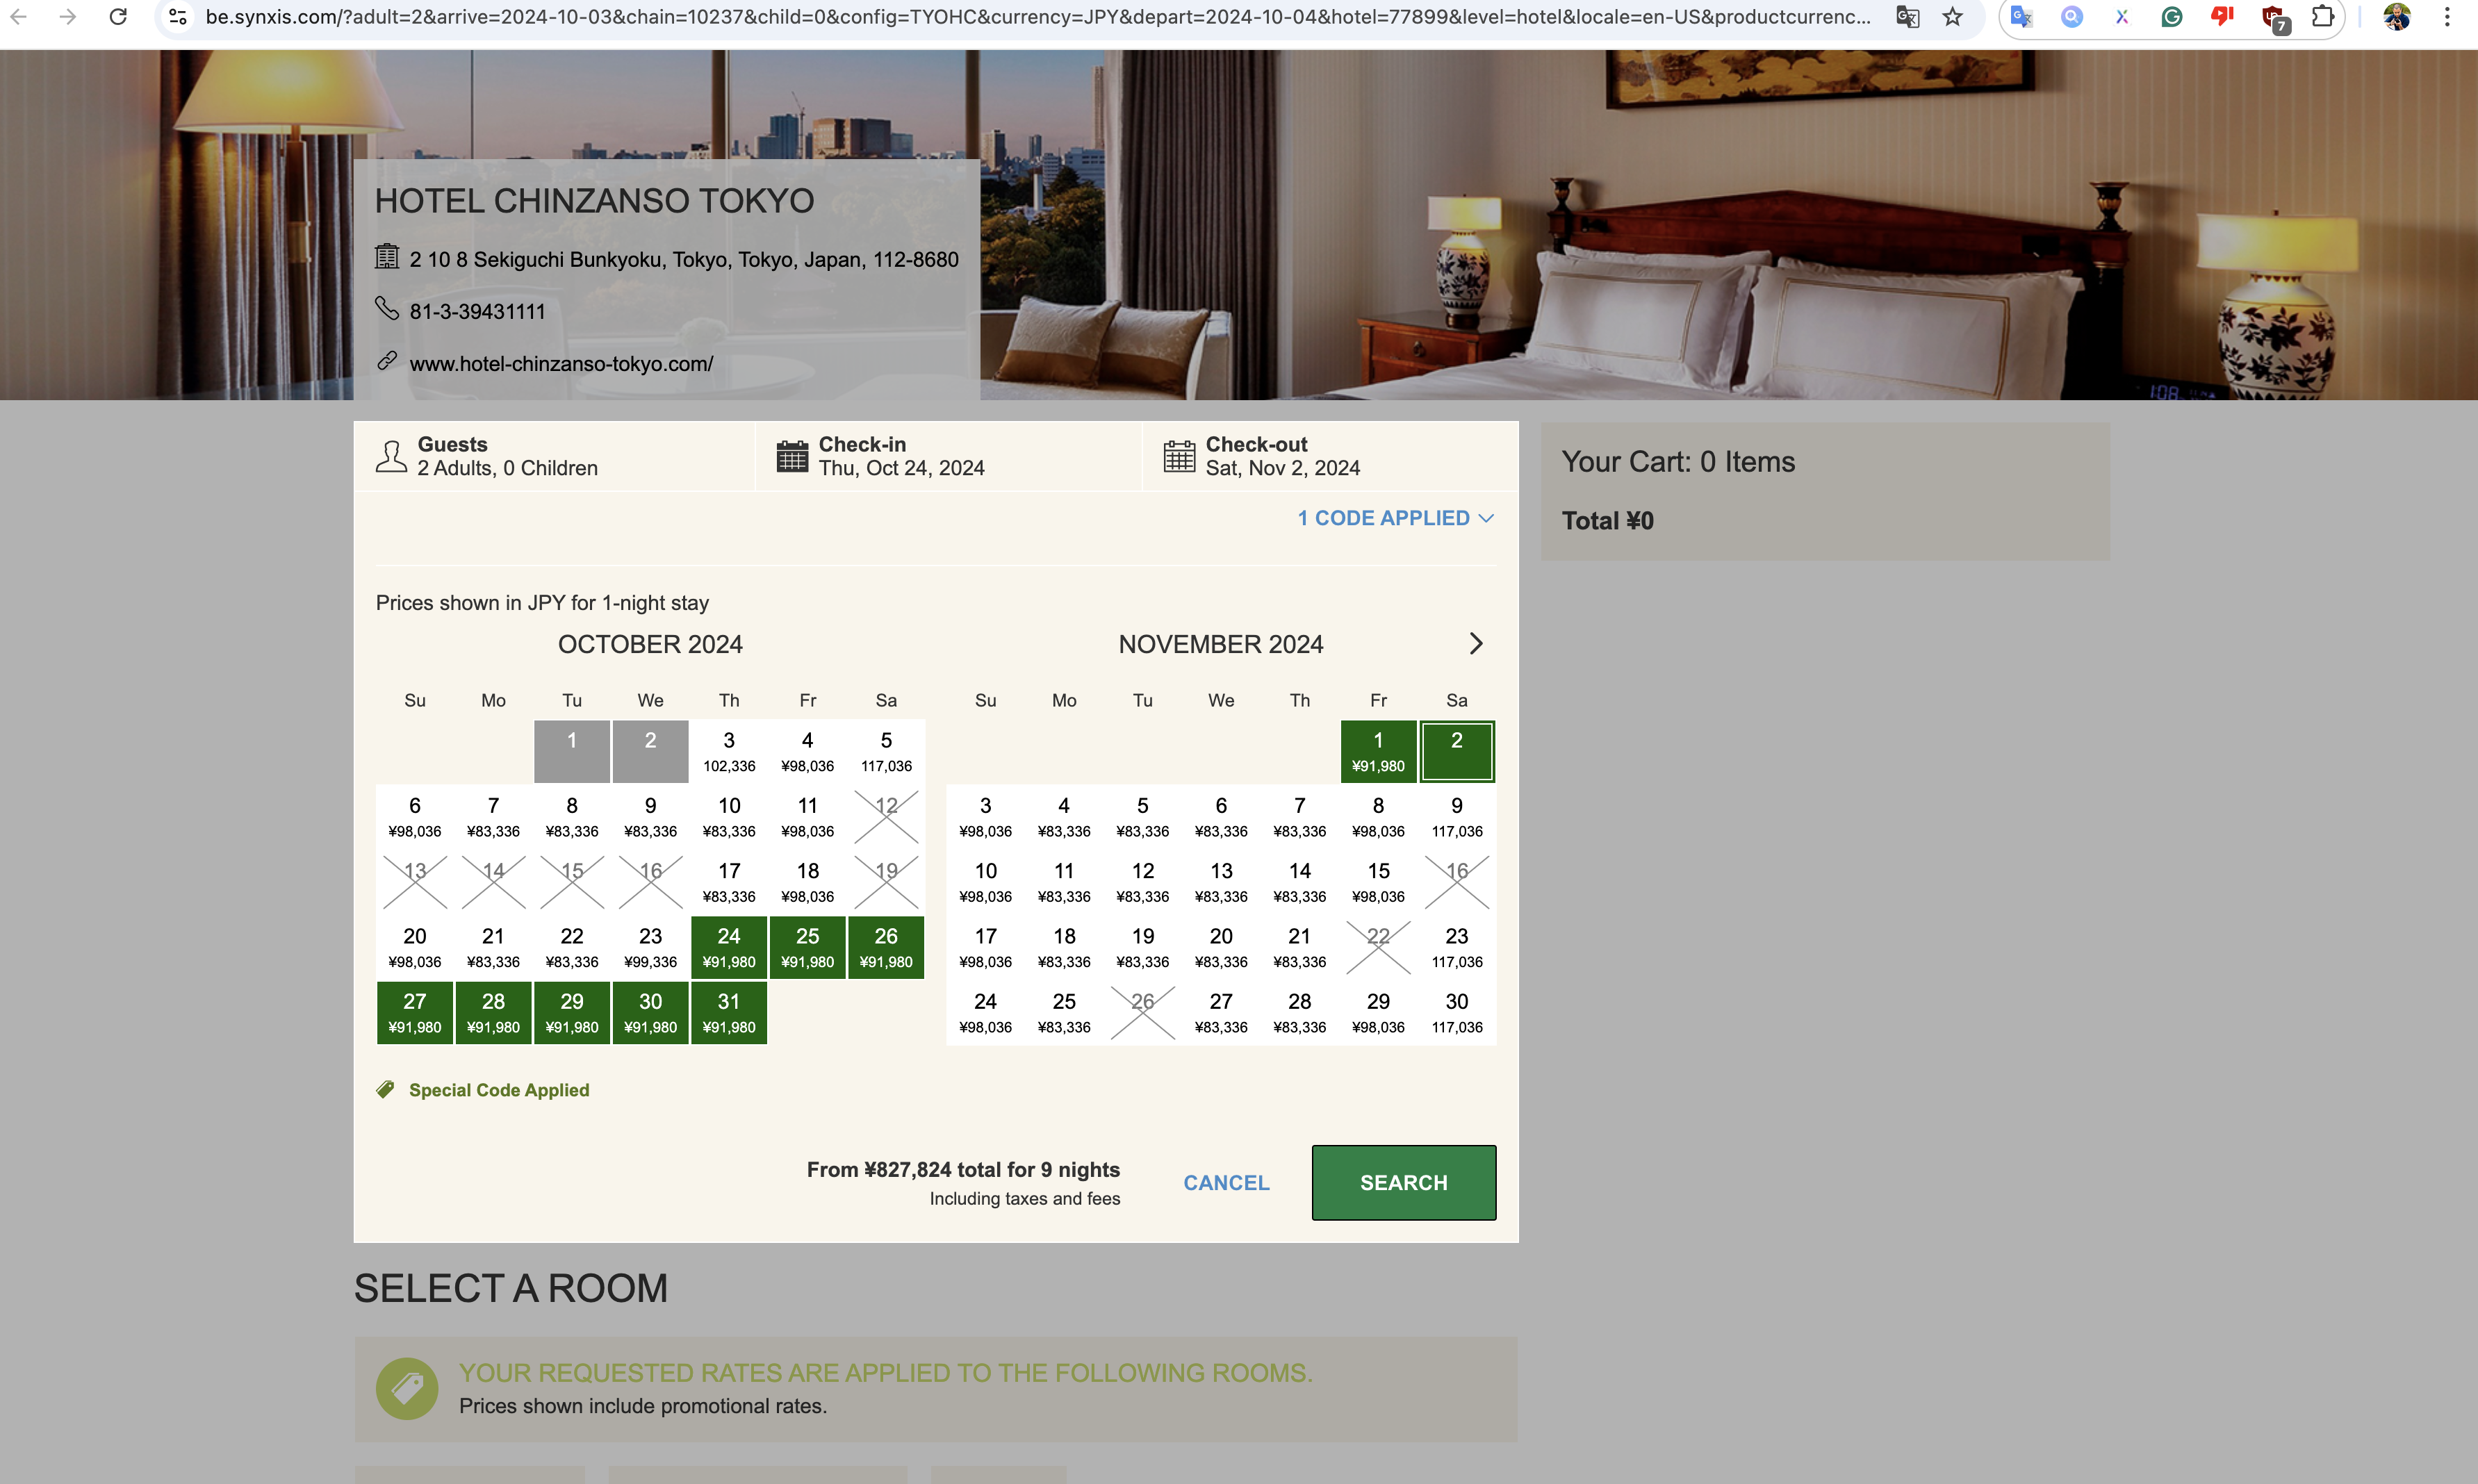 be.synxis.com/?adult=2&arrive=2024-10-03&chain=10237&child=0&config=TYOHC&currency=JPY&depart=2024-10-04&hotel=77899&level=hotel&locale=en-US&productcurrenc...
7
HOTEL CHINZANSO TOKYO
2 10 8 Sekiguchi Bunkyoku, Tokyo, Tokyo, Japan, 112-8680
81-3-39431111
www.hotel-chinzanso-tokyo.com/
Guests
2 Adults, 0 Children
Check-in
Thu, Oct 24, 2024
Check-out
Sat, Nov 2, 2024
Your Cart: 0 Items
Total ¥0
1 CODE APPLIED
Prices shown in JPY for 1-night stay
OCTOBER 2024
Su Mo Tu We Th Fr Sa
1 2 3 4 5
102,336 ¥98,036 117,036
6 7 8 9 10 11 12
¥98,036 ¥83,336 ¥83,336 ¥83,336 ¥83,336 ¥98,036
13 14 15 16 17 18 19
¥83,336 ¥98,036
20 21 22 23 24 25 26
¥98,036 ¥83,336 ¥83,336 ¥99,336 ¥91,980 ¥91,980 ¥91,980
27 28 29 30 31
¥91,980 ¥91,980 ¥91,980 ¥91,980 ¥91,980
NOVEMBER 2024
Su Mo Tu We Th Fr Sa
1 2
¥91,980
3 4 5 6 7 8 9
¥98,036 ¥83,336 ¥83,336 ¥83,336 ¥83,336 ¥98,036 117,036
10 11 12 13 14 15 16
¥98,036 ¥83,336 ¥83,336 ¥83,336 ¥83,336 ¥98,036
17 18 19 20 21 22 23
¥98,036 ¥83,336 ¥83,336 ¥83,336 ¥83,336 117,036
24 25 26 27 28 29 30
¥98,036 ¥83,336 ¥83,336 ¥83,336 ¥98,036 117,036
Special Code Applied
From ¥827,824 total for 9 nights
Including taxes and fees
CANCEL
SEARCH
SELECT A ROOM
YOUR REQUESTED RATES ARE APPLIED TO THE FOLLOWING ROOMS.
Prices shown include promotional rates.